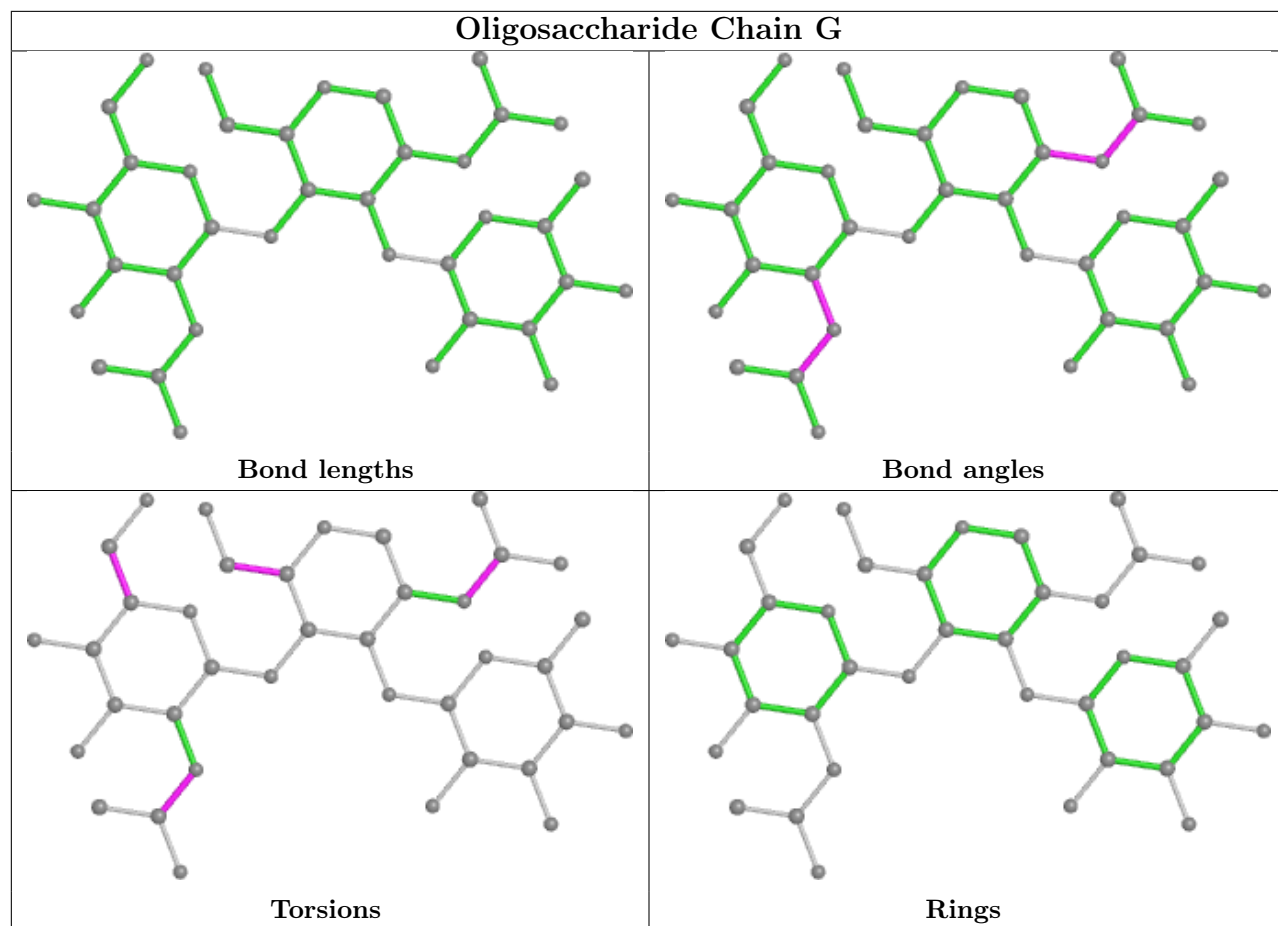 Oligosaccharide Chain G
Bond lengths
Bond angles
Torsions
Rings